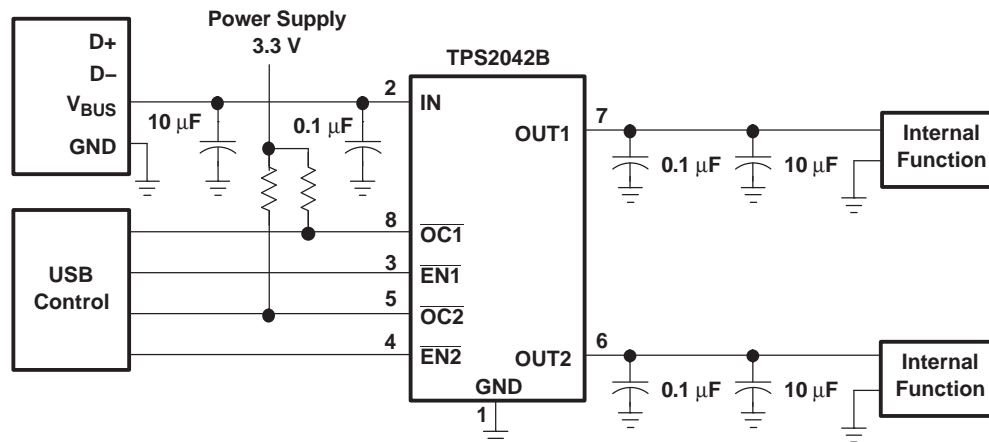 Power Supply
3.3 V
TPS2042B
D+
D−
V_BUS
GND
10 μF
0.1 μF
2
IN
8
OC1
3
EN1
5
OC2
4
EN2
USB
Control
GND
1
OUT1
7
0.1 μF
10 μF
Internal
Function
OUT2
6
0.1 μF
10 μF
Internal
Function